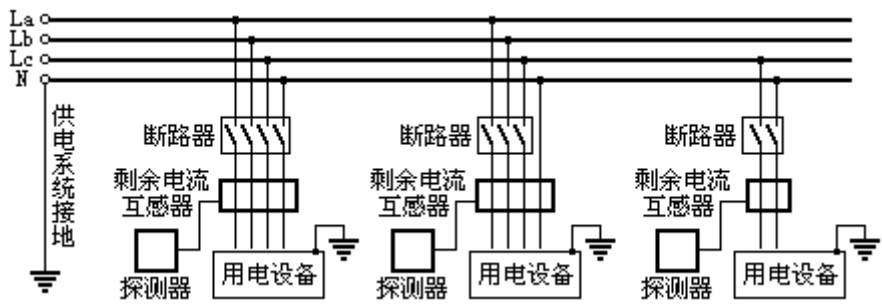 La
Lb
Lc
N
供电系统接地
断路器
断路器
断路器
剩余电流
互感器
剩余电流
互感器
剩余电流
互感器
探测器
用电设备
探测器
用电设备
探测器
用电设备